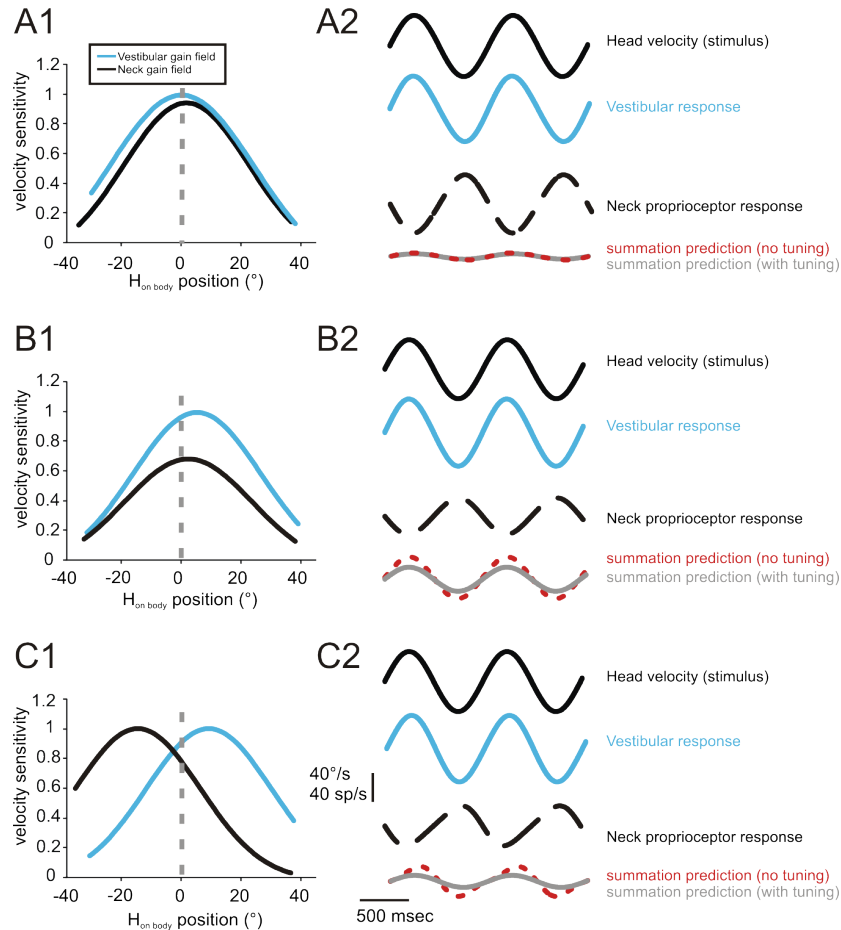 A1
Vestibular gain field
Neck gain field
velocity sensitivity
1.2
1
0.8
0.6
0.4
0.2
0
-40
-20
0
20
40
H on body position (°)
A2
Head velocity (stimulus)
Vestibular response
Neck proprioceptor response
summation prediction (no tuning)
summation prediction (with tuning)
B1
velocity sensitivity
1.2
1
0.8
0.6
0.4
0.2
0
-40
-20
0
20
40
H on body position (°)
B2
Head velocity (stimulus)
Vestibular response
Neck proprioceptor response
summation prediction (no tuning)
summation prediction (with tuning)
C1
velocity sensitivity
1.2
1
0.8
0.6
0.4
0.2
0
-40
-20
0
20
40
H on body position (°)
C2
Head velocity (stimulus)
Vestibular response
40°/s
40 sp/s
Neck proprioceptor response
summation prediction (no tuning)
summation prediction (with tuning)
500 msec